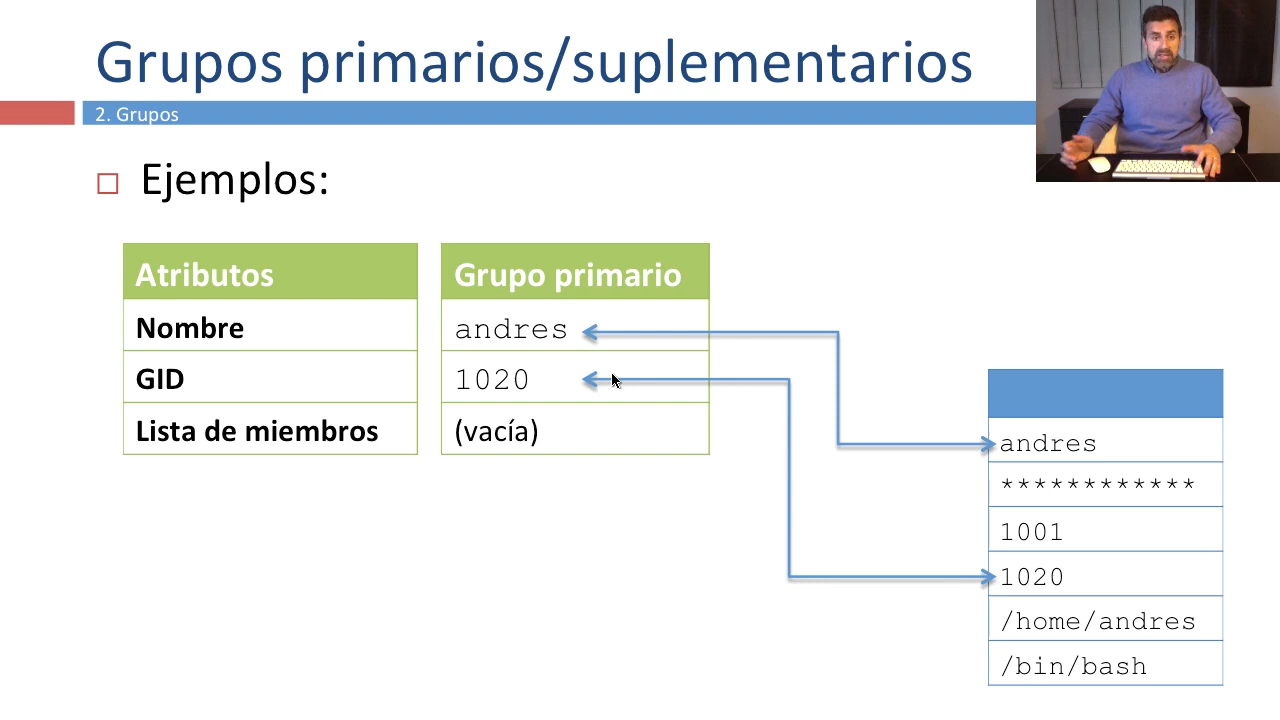 Grupos primarios/suplementarios
2. Grupos
Ejemplos:
Atributos Grupo primario
Nombre andres
GID 1020
Lista de miembros (vacía)
andres
************
1001
1020
/home/andres
/bin/bash